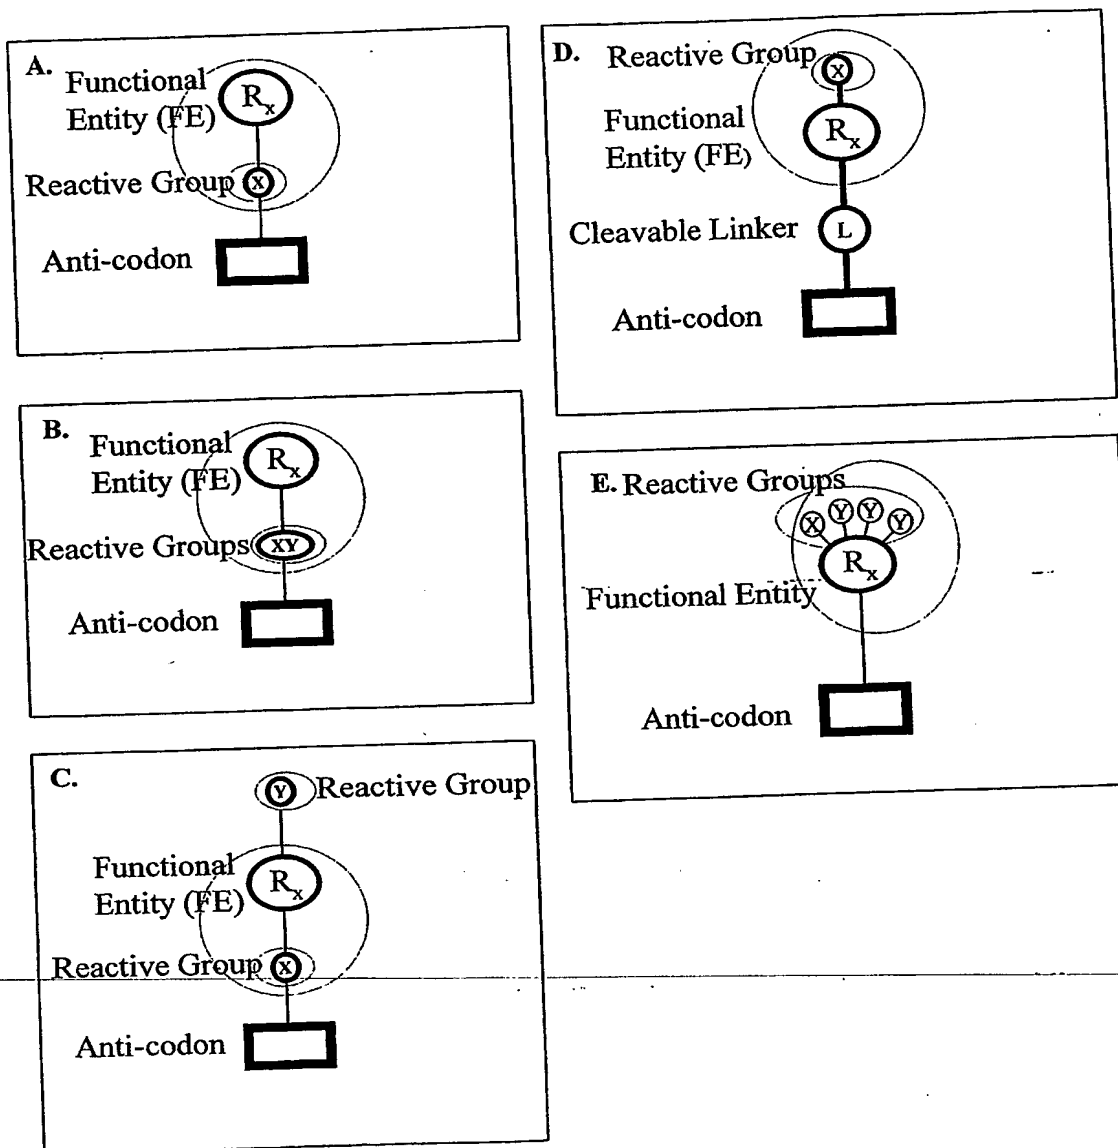 A.
Functional
Entity (FE)
Rx
Reactive Group
X
Anti-codon
B.
Functional
Entity (FE)
Rx
Reactive Groups
XY
Anti-codon
C.
Y
Reactive Group
Functional
Entity (FE)
Rx
Reactive Group
X
Anti-codon
D.
Reactive Group
X
Functional
Entity (FE)
Rx
Cleavable Linker
L
Anti-codon
E. Reactive Groups
X Y Y Y
Rx
Functional Entity
Anti-codon